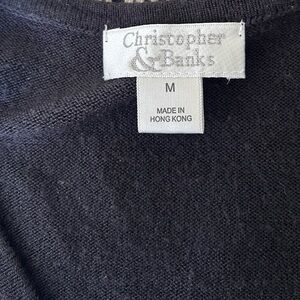 Christopher
& Banks
M
MADE IN
HONG KONG